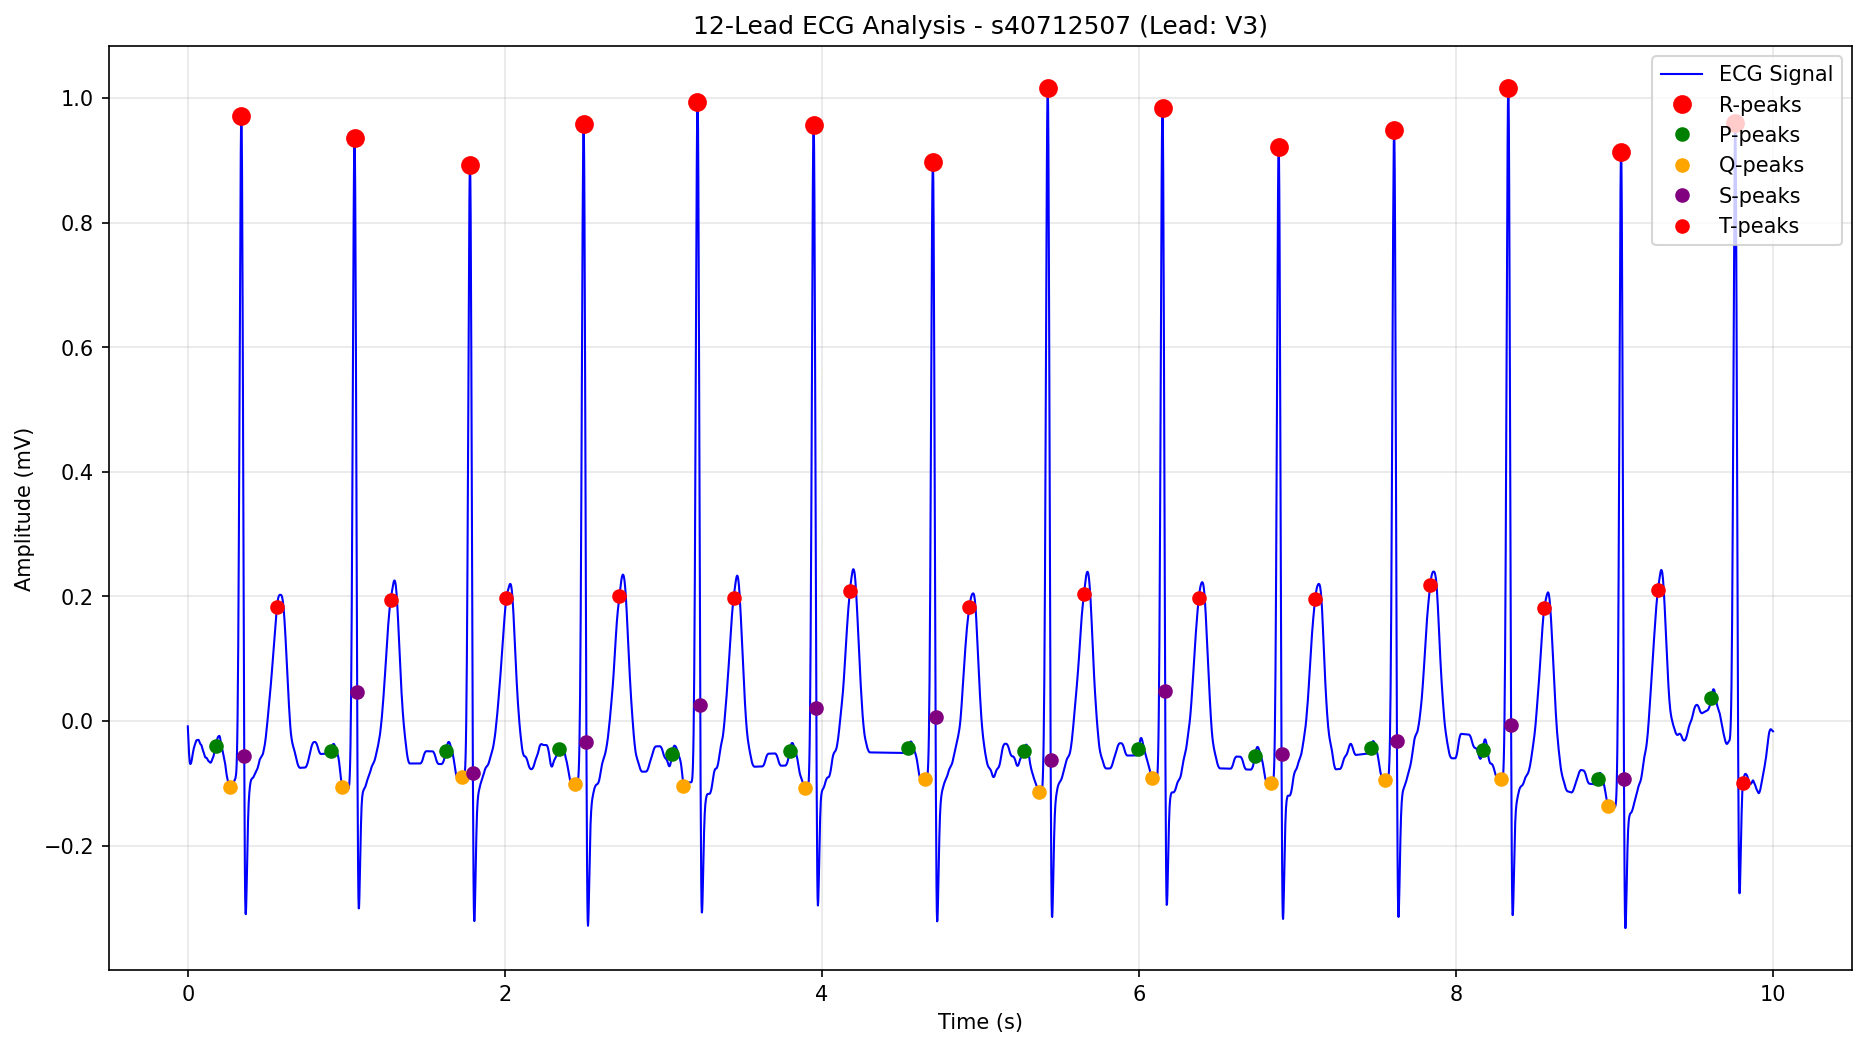 12-Lead ECG Analysis - s40712507 (Lead: V3)
ECG Signal
R-peaks
P-peaks
Q-peaks
S-peaks
T-peaks
Amplitude (mV)
1.0
0.8
0.6
0.4
0.2
0.0
−0.2
0 2 4 6 8 10
Time (s)